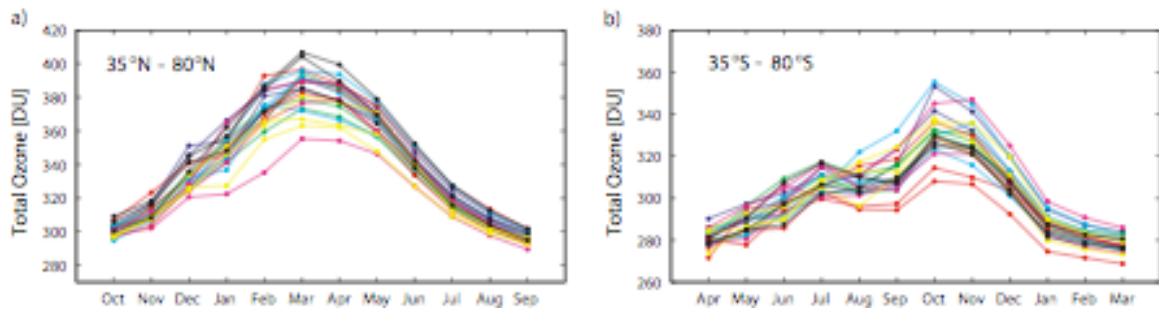 a)
35°N - 80°N
Total Ozone [DU]
420
400
380
360
340
320
300
280
Oct Nov Dec Jan Feb Mar Apr May Jun Jul Aug Sep
b)
35°S - 80°S
Total Ozone [DU]
380
360
340
320
300
280
260
Apr May Jun Jul Aug Sep Oct Nov Dec Jan Feb Mar